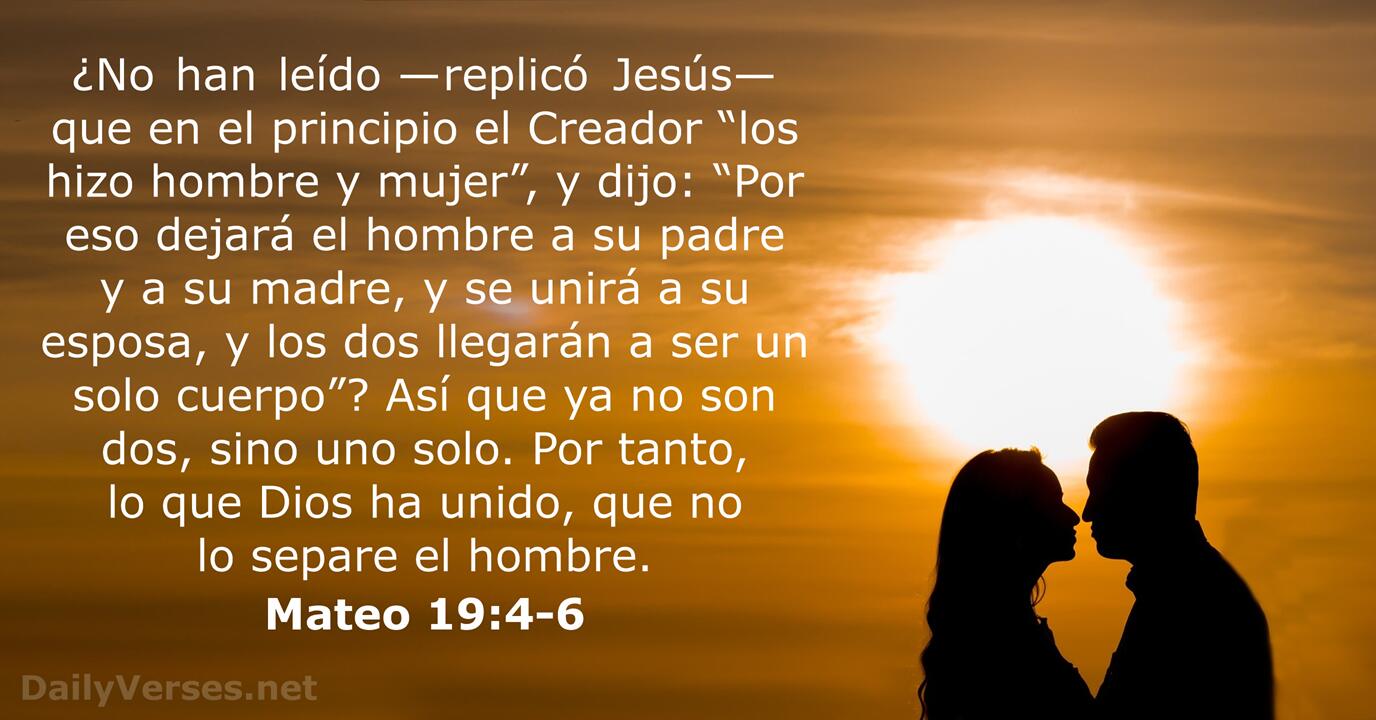 ¿No han leído —replicó Jesús—
que en el principio el Creador “los
hizo hombre y mujer”, y dijo: “Por
eso dejará el hombre a su padre
y a su madre, y se unirá a su
esposa, y los dos llegarán a ser un
solo cuerpo”? Así que ya no son
dos, sino uno solo. Por tanto,
lo que Dios ha unido, que no
lo separe el hombre.
Mateo 19:4-6
DailyVerses.net